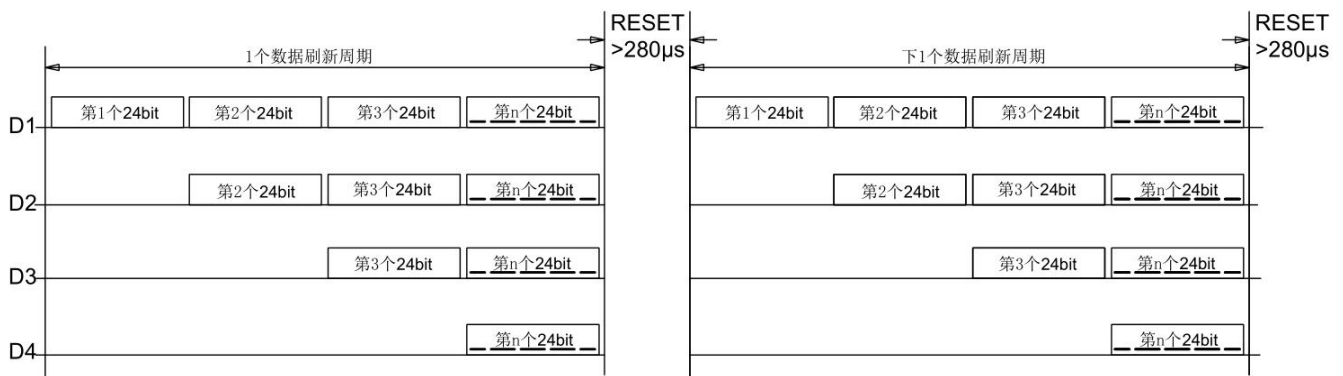 RESET
>280μs
RESET
>280μs
1个数据刷新周期
下1个数据刷新周期
D1 第1个24bit 第2个24bit 第3个24bit 第n个24bit 第1个24bit 第2个24bit 第3个24bit 第n个24bit
D2 第2个24bit 第3个24bit 第n个24bit 第2个24bit 第3个24bit 第n个24bit
D3 第3个24bit 第n个24bit 第3个24bit 第n个24bit
D4 第n个24bit 第n个24bit